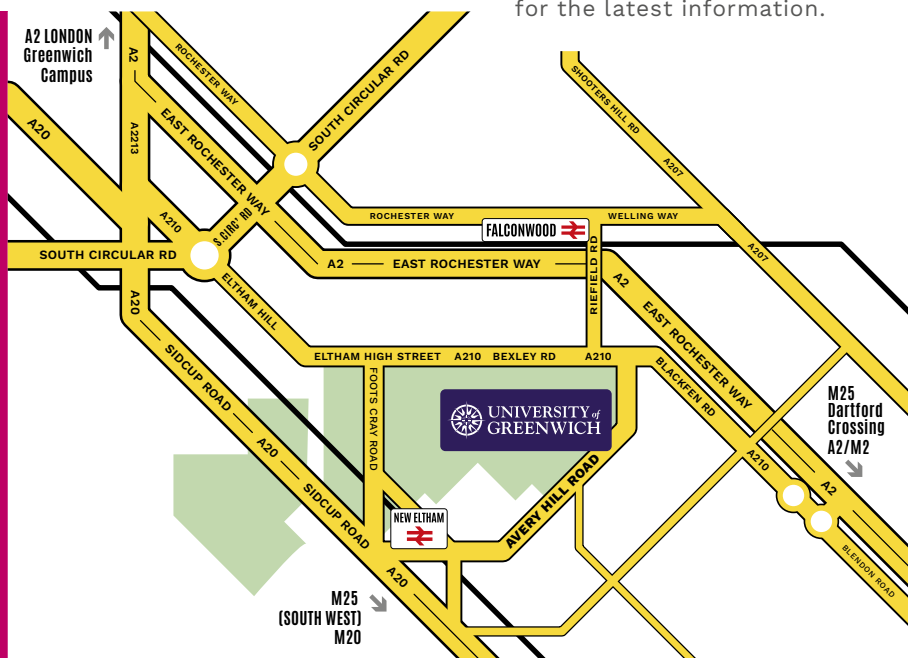 for the latest information.
A2 LONDON
Greenwich
Campus
A2
ROCHESTER WAY
SOUTH CIRCULAR RD
SHOOTERS HILL RD
A20
A2213
EAST ROCHESTER WAY
A207
A210
S.CIRC' RD
ROCHESTER WAY
WELLING WAY
FALCONWOOD
SOUTH CIRCULAR RD
A2
EAST ROCHESTER WAY
RIEFIELD RD
A207
A2
A20
ELTHAM HILL
EAST ROCHESTER WAY
SIDCUP ROAD
ELTHAM HIGH STREET
A210
BEXLEY RD
A210
BLACKFEN RD
FOOTS CRAY ROAD
UNIVERSITY of
GREENWICH
M25
Dartford
Crossing
A2/M2
A20
A210
A2
SIDCUP ROAD
AVERY HILL ROAD
NEW ELTHAM
BLENDON ROAD
A20
M25
(SOUTH WEST)
M20